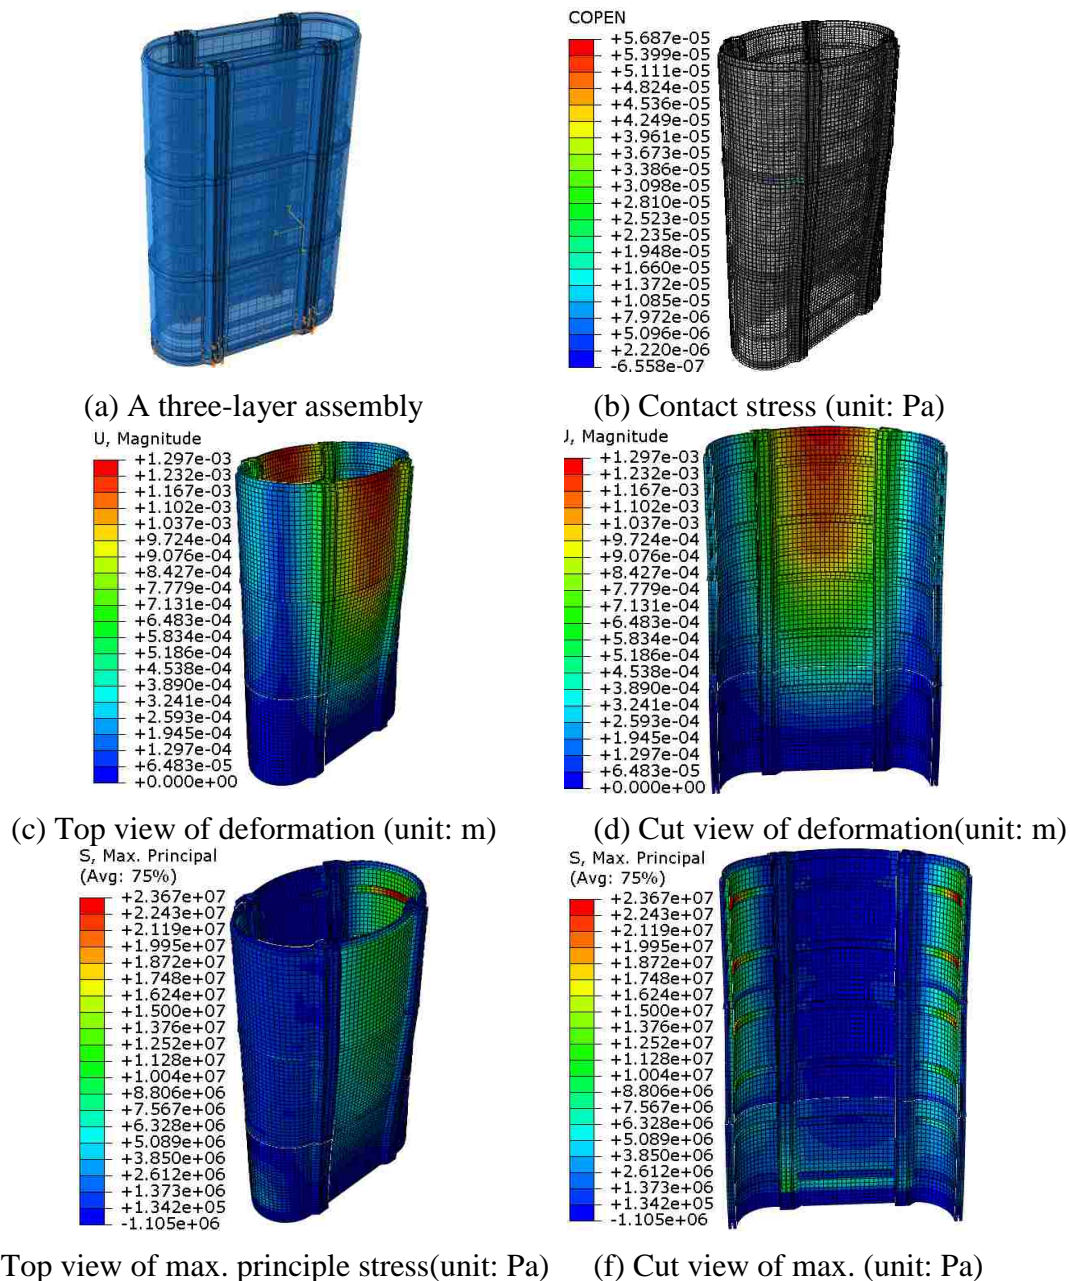 COPEN
+5.687e-05
+5.399e-05
+5.111e-05
+4.824e-05
+4.536e-05
+4.249e-05
+3.961e-05
+3.673e-05
+3.386e-05
+3.098e-05
+2.810e-05
+2.523e-05
+2.235e-05
+1.948e-05
+1.660e-05
+1.372e-05
+1.085e-05
+7.972e-06
+5.096e-06
+2.220e-06
-6.558e-07
(a) A three-layer assembly
(b) Contact stress (unit: Pa)
U, Magnitude
+1.297e-03
+1.232e-03
+1.167e-03
+1.102e-03
+1.037e-03
+9.724e-04
+9.076e-04
+8.427e-04
+7.779e-04
+7.131e-04
+6.483e-04
+5.834e-04
+5.186e-04
+4.538e-04
+3.890e-04
+3.241e-04
+2.593e-04
+1.945e-04
+1.297e-04
+6.483e-05
+0.000e+00
J, Magnitude
+1.297e-03
+1.232e-03
+1.167e-03
+1.102e-03
+1.037e-03
+9.724e-04
+9.076e-04
+8.427e-04
+7.779e-04
+7.131e-04
+6.483e-04
+5.834e-04
+5.186e-04
+4.538e-04
+3.890e-04
+3.241e-04
+2.593e-04
+1.945e-04
+1.297e-04
+6.483e-05
+0.000e+00
(c) Top view of deformation (unit: m)
(d) Cut view of deformation(unit: m)
S, Max. Principal
(Avg: 75%)
+2.367e+07
+2.243e+07
+2.119e+07
+1.995e+07
+1.872e+07
+1.748e+07
+1.624e+07
+1.500e+07
+1.376e+07
+1.252e+07
+1.128e+07
+1.004e+07
+8.806e+06
+7.567e+06
+6.328e+06
+5.089e+06
+3.850e+06
+2.612e+06
+1.373e+06
+1.342e+05
-1.105e+06
S, Max. Principal
(Avg: 75%)
+2.367e+07
+2.243e+07
+2.119e+07
+1.995e+07
+1.872e+07
+1.748e+07
+1.624e+07
+1.500e+07
+1.376e+07
+1.252e+07
+1.128e+07
+1.004e+07
+8.806e+06
+7.567e+06
+6.328e+06
+5.089e+06
+3.850e+06
+2.612e+06
+1.373e+06
+1.342e+05
-1.105e+06
Top view of max. principle stress(unit: Pa)
(f) Cut view of max. (unit: Pa)